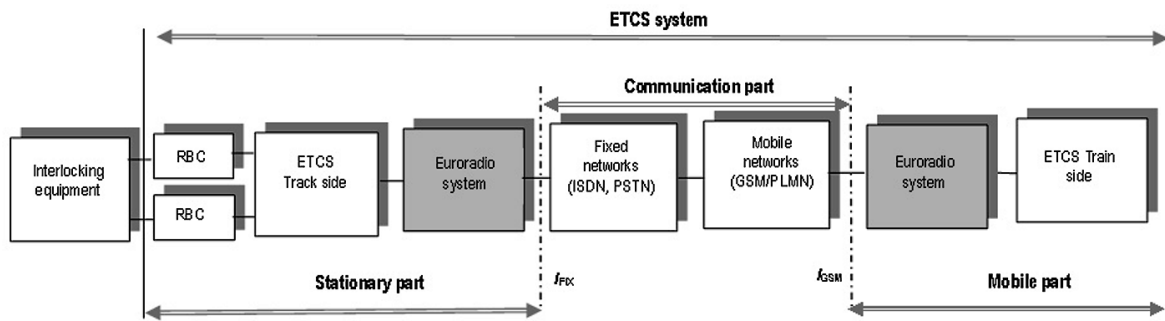 ETCS system
Communication part
Interlocking
equipment
RBC
RBC
ETCS
Track side
Euroradio
system
Fixed
networks
(ISDN, PSTN)
Mobile
networks
(GSM/PLMN)
Euroradio
system
ETCS Train
side
Stationary part
IFIX
IGSM
Mobile part